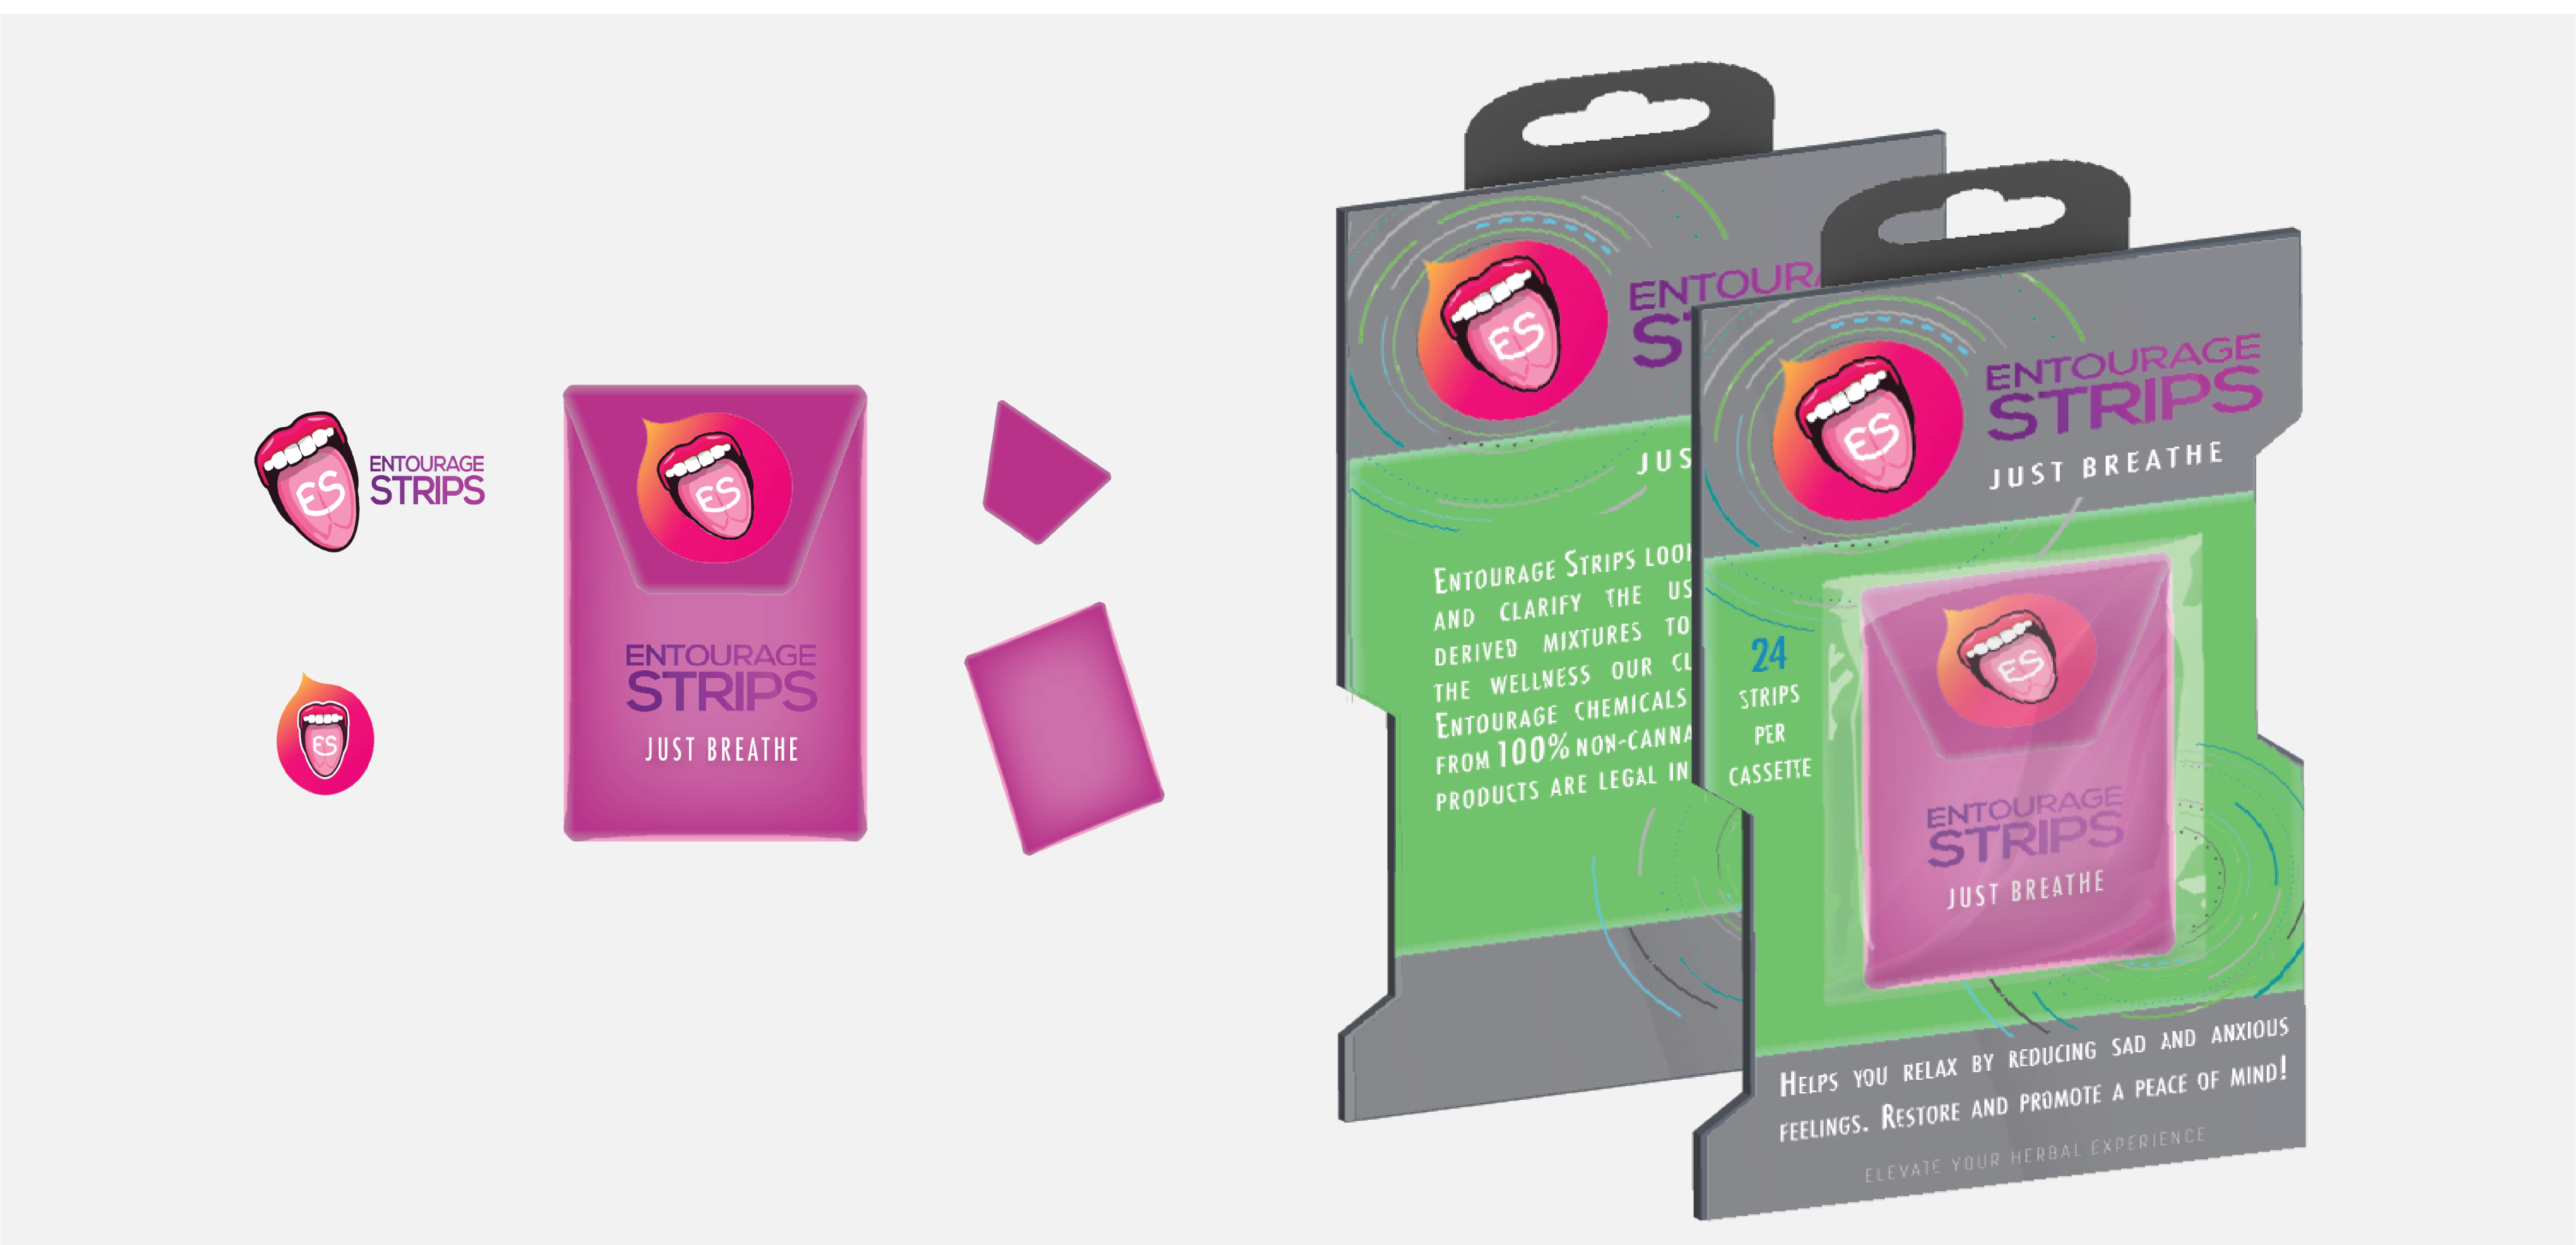 ES
ENTOURAGE
STRIPS
ES
ES
ENTOURAGE
STRIPS
JUST BREATHE
ES
ENTOUR
S
JUS
ENTOURAGE STRIPS LOO
AND CLARIFY THE US
DERIVED MIXTURES TO
THE WELLNESS OUR CL
ENTOURAGE CHEMICALS
FROM 100% NON-CANNA
PRODUCTS ARE LEGAL IN
ES
ENTOURAGE
STRIPS
JUST BREATHE
24
STRIPS
PER
CASSETTE
ES
ENTOURAGE
STRIPS
JUST BREATHE
HELPS YOU RELAX BY REDUCING SAD AND ANXIOUS
FEELINGS. RESTORE AND PROMOTE A PEACE OF MIND!
ELEVATE YOUR HERBAL EXPERIENCE